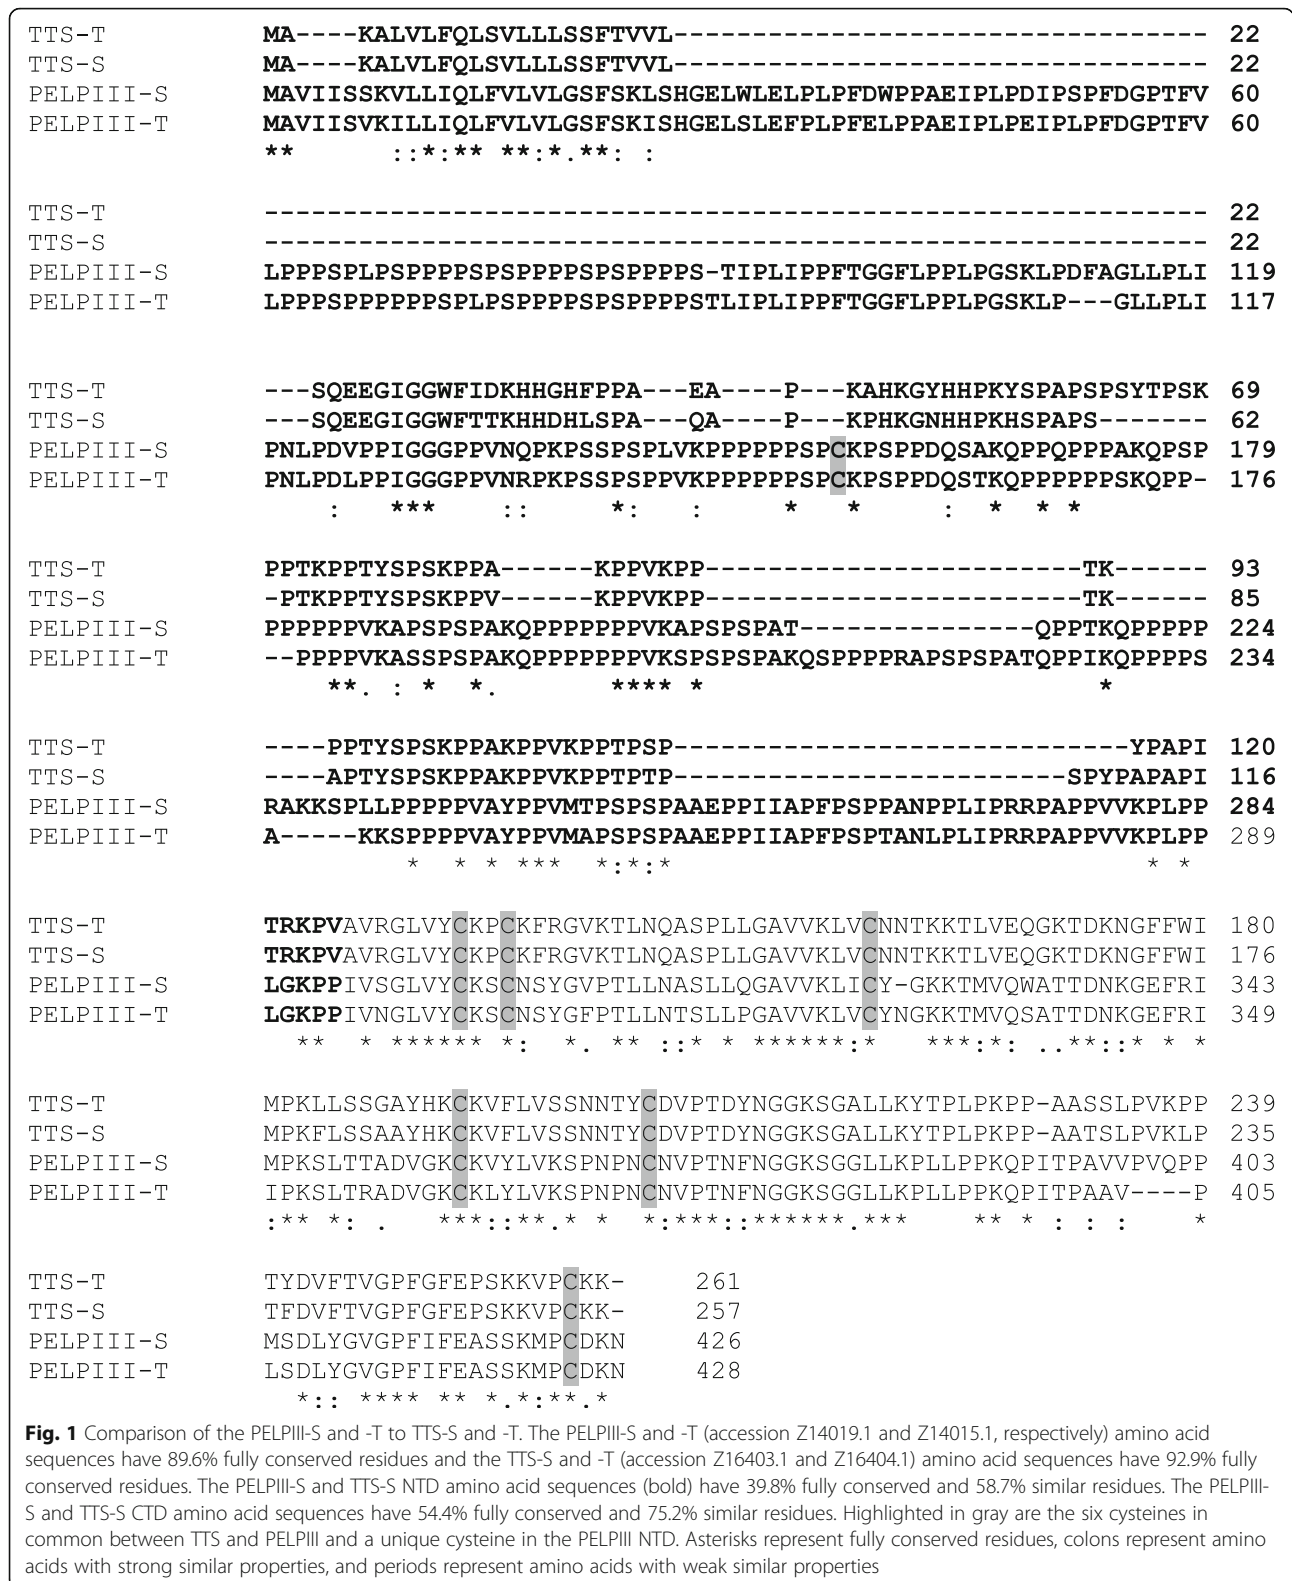 TTS-T MA----KALVLFQLSVLLLSSFTVVL---------------------------------- 22
TTS-S MA----KALVLFQLSVLLLSSFTVVL---------------------------------- 22
PELPIII-S MAVIISSKVLLIQLFVLVLGSFSKLSHGELWLELPLPFDWPPAEIPLPDIPSPFDGPTFV 60
PELPIII-T MAVIISVKILLIQLFVLVLGSFSKISHGELSLEFPLPFELPPAEIPLPEIPLPFDGPTFV 60
** ::*:** **:*.**: :
TTS-T ------------------------------------------------------------ 22
TTS-S ------------------------------------------------------------ 22
PELPIII-S LPPPSPLPSPPPPSPSPPPPSPSPPPPS-TIPLIPPFTGGFLPPLPGSKLPDFAGLLPLI 119
PELPIII-T LPPPSPPPPPPSPLPSPPPPSPSPPPPSTLIPLIPPFTGGFLPPLPGSKLP---GLLPLI 117
TTS-T ---SQEEGIGGWFIDKHHGHFPPA---EA----P---KAHKGYHHPKYSPAPSPSYTPSK 69
TTS-S ---SQEEGIGGWFTTKHHDHLSPA---QA----P---KPHKGNHHPKHSPAPS------- 62
PELPIII-S PNLPDVPPIGGGPPVNQPKPSSPSPLVKPPPPPPSPCKPSPPDQSAKQPPQPPPAKQPSP 179
PELPIII-T PNLPDLPPIGGGPPVNRPKPSSPSPPVKPPPPPPSPCKPSPPDQSTKQPPPPPPSKQPP- 176
: *** :: *: : * * : * * *
TTS-T PPTKPPTYSPSKPPA------KPPVKPP------------------------TK------ 93
TTS-S -PTKPPTYSPSKPPV------KPPVKPP------------------------TK------ 85
PELPIII-S PPPPPPVKAPSPSPAKQPPPPPPPVKAPSPSPAT---------------QPPTKQPPPPP 224
PELPIII-T --PPPPVKASSPSPAKQPPPPPPPVKSPSPSPAKQSPPPPRAPSPSPATQPPIKQPPPPS 234
**. : * *. **** * *
TTS-T ----PPTYSPSKPPAKPPVKPPTPSP-----------------------------YPAPI 120
TTS-S ----APTYSPSKPPAKPPVKPPTPTP-------------------------SPYPAPAPI 116
PELPIII-S RAKKSPLLPPPPPVAYPPVMTPSPSPAAEPPIIAPFPSPPANPPLIPRRPAPPVVKPLPP 284
PELPIII-T A-----KKSPPPPVAYPPVMAPSPSPAAEPPIIAPFPSPTANLPLIPRRPAPPVVKPLPP 289
* * * *** *:*:* * *
TTS-T TRKPVAVRGLVYCKPCKFRGVKTLNQASPLLGAVVKLVCNNTKKTLVEQGKTDKNGFFWI 180
TTS-S TRKPVAVRGLVYCKPCKFRGVKTLNQASPLLGAVVKLVCNNTKKTLVEQGKTDKNGFFWI 176
PELPIII-S LGKPPIVSGLVYCKSCNSYGVPTLLNASLLQGAVVKLICY-GKKTMVQWATTDNKGEFRI 343
PELPIII-T LGKPPIVNGLVYCKSCNSYGFPTLLNTSLLPGAVVKLVCYNGKKTMVQSATTDNKGEFRI 349
** * ****** *: *. ** ::* * ******:* ***:*: ..**::* * *
TTS-T MPKLLSSGAYHKCKVFLVSSNNTYCDVPTDYNGGKSGALLKYTPLPKPP-AASSLPVKPP 239
TTS-S MPKFLSSAAYHKCKVFLVSSNNTYCDVPTDYNGGKSGALLKYTPLPKPP-AATSLPVKLP 235
PELPIII-S MPKSLTTADVGKCKVYLVKSPNPNCNVPTNFNGGKSGGLLKPLLPPKQPITPAVVPVQPP 403
PELPIII-T IPKSLTRADVGKCKLYLVKSPNPNCNVPTNFNGGKSGGLLKPLLPPKQPITPAAV----P 405
:** *: . ***::**.* * *:***::******.*** ** * : : : *
TTS-T TYDVFTVGPFGFEPSKKVPCKK- 261
TTS-S TFDVFTVGPFGFEPSKKVPCKK- 257
PELPIII-S MSDLYGVGPFIFEASSKMPCDKN 426
PELPIII-T LSDLYGVGPFIFEASSKMPCDKN 428
*:: **** ** *.*:**.*
Fig. 1 Comparison of the PELPIII-S and -T to TTS-S and -T. The PELPIII-S and -T (accession Z14019.1 and Z14015.1, respectively) amino acid
sequences have 89.6% fully conserved residues and the TTS-S and -T (accession Z16403.1 and Z16404.1) amino acid sequences have 92.9% fully
conserved residues. The PELPIII-S and TTS-S NTD amino acid sequences (bold) have 39.8% fully conserved and 58.7% similar residues. The PELPIII-
S and TTS-S CTD amino acid sequences have 54.4% fully conserved and 75.2% similar residues. Highlighted in gray are the six cysteines in
common between TTS and PELPIII and a unique cysteine in the PELPIII NTD. Asterisks represent fully conserved residues, colons represent amino
acids with strong similar properties, and periods represent amino acids with weak similar properties